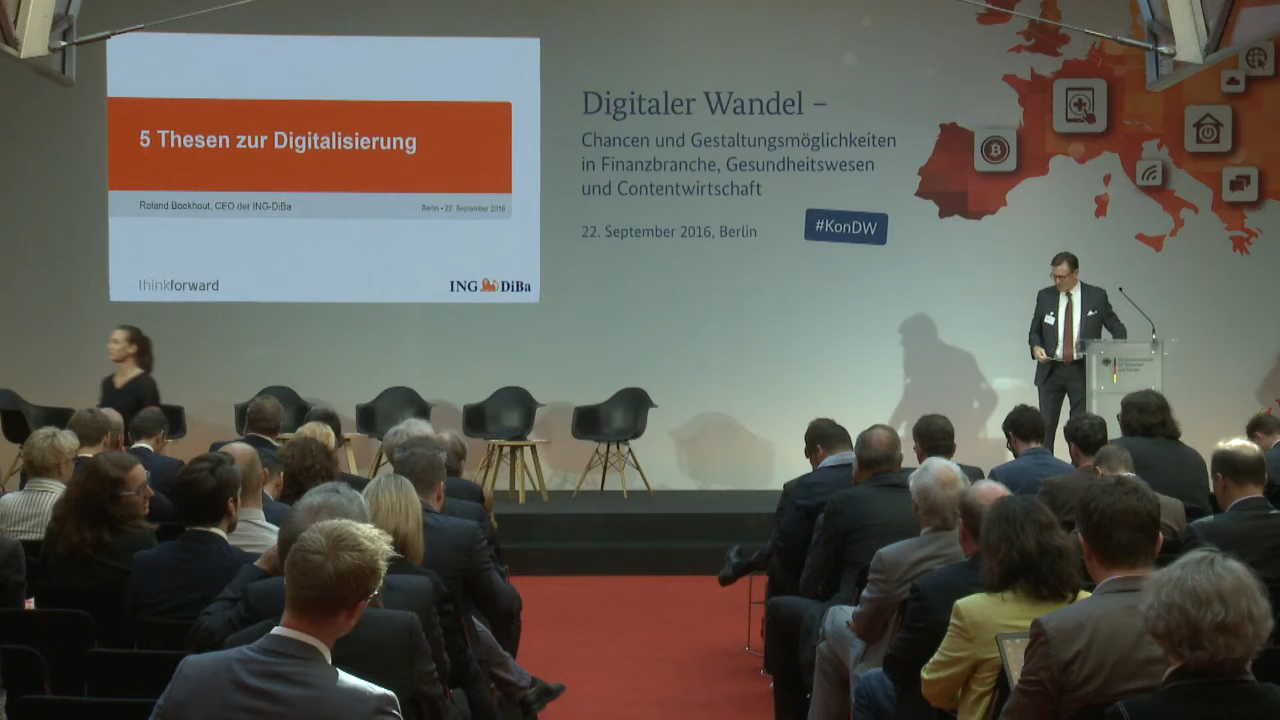 5 Thesen zur Digitalisierung
Roland Boekhout, CEO der ING-DiBa
Berlin • 22. September 2016
thinkforward
ING DiBa
Digitaler Wandel –
Chancen und Gestaltungsmöglichkeiten
in Finanzbranche, Gesundheitswesen
und Contentwirtschaft
22. September 2016, Berlin
#KonDW